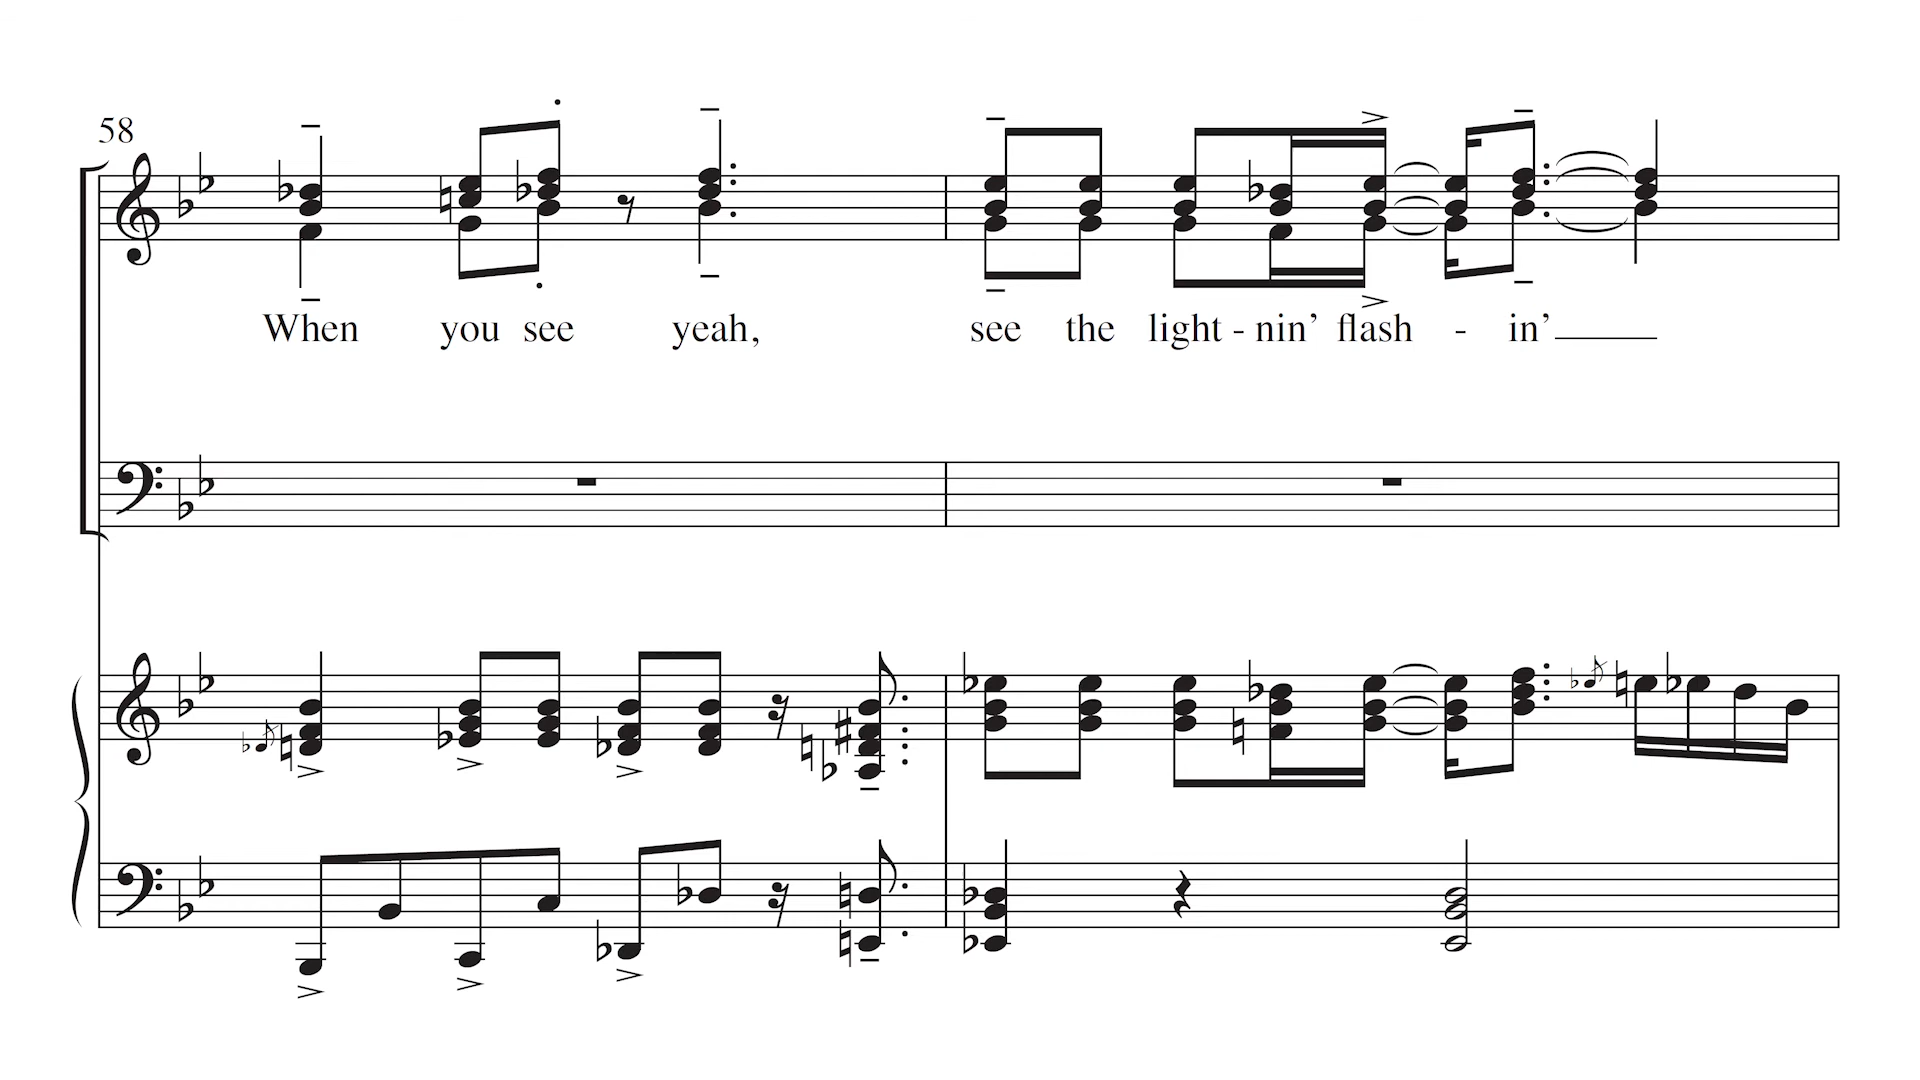 58
When you see yeah, see the light - nin’ flash - in’